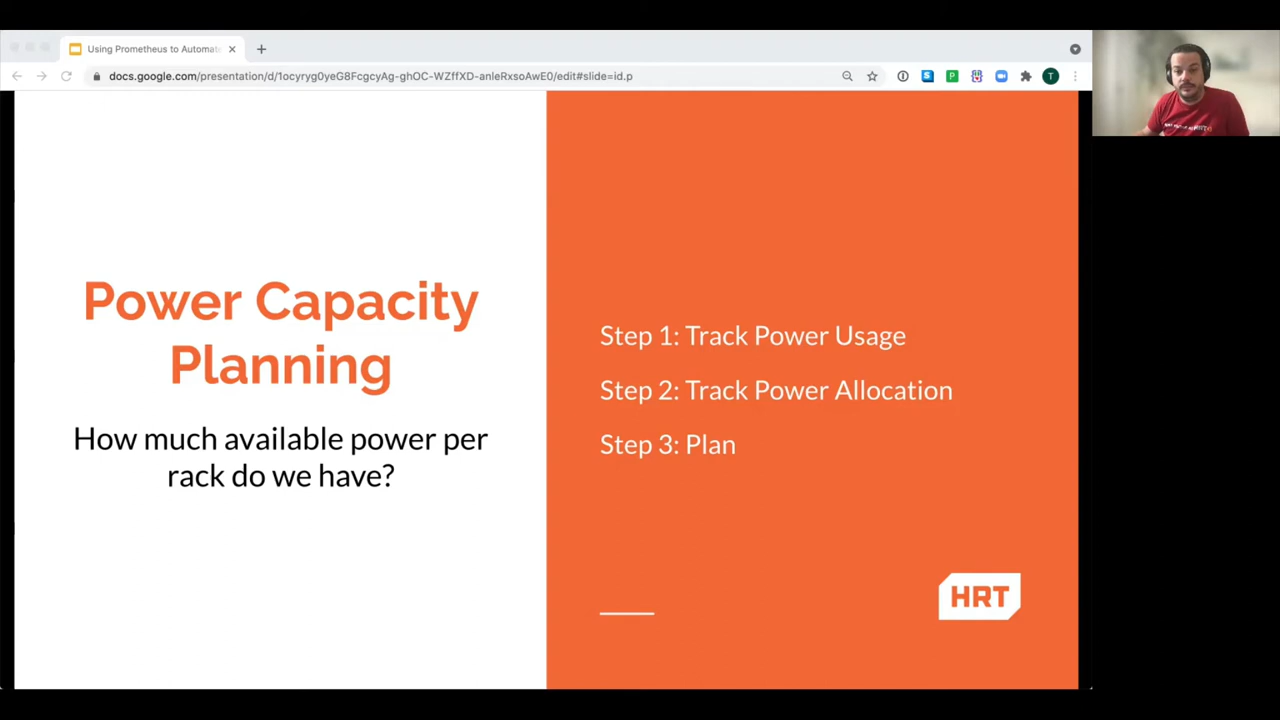 Using Prometheus to Automat
docs.google.com/presentation/d/1ocyryg0yeG8FcgcyAg-ghOC-WZffXD-anleRxsoAwE0/edit#slide=id.p
T
Power Capacity
Planning
How much available power per
rack do we have?
Step 1: Track Power Usage
Step 2: Track Power Allocation
Step 3: Plan
HRT